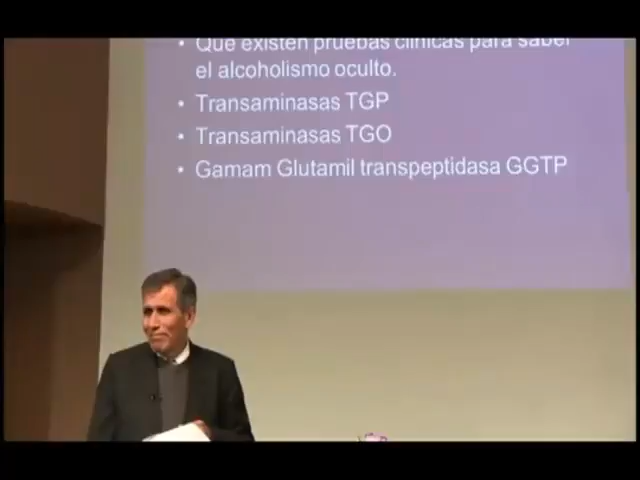 Que existen pruebas clínicas para saber
el alcoholismo oculto.
Transaminasas TGP
Transaminasas TGO
Gamam Glutamil transpeptidasa GGTP